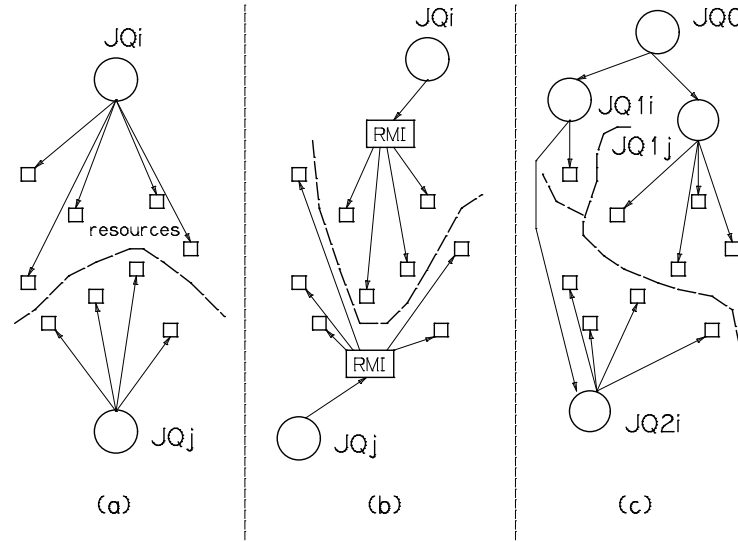 JQi
resources
JQj
(a)
JQi
RMI
RMI
JQj
(b)
JQ0
JQ1i
JQ1j
JQ2i
(c)